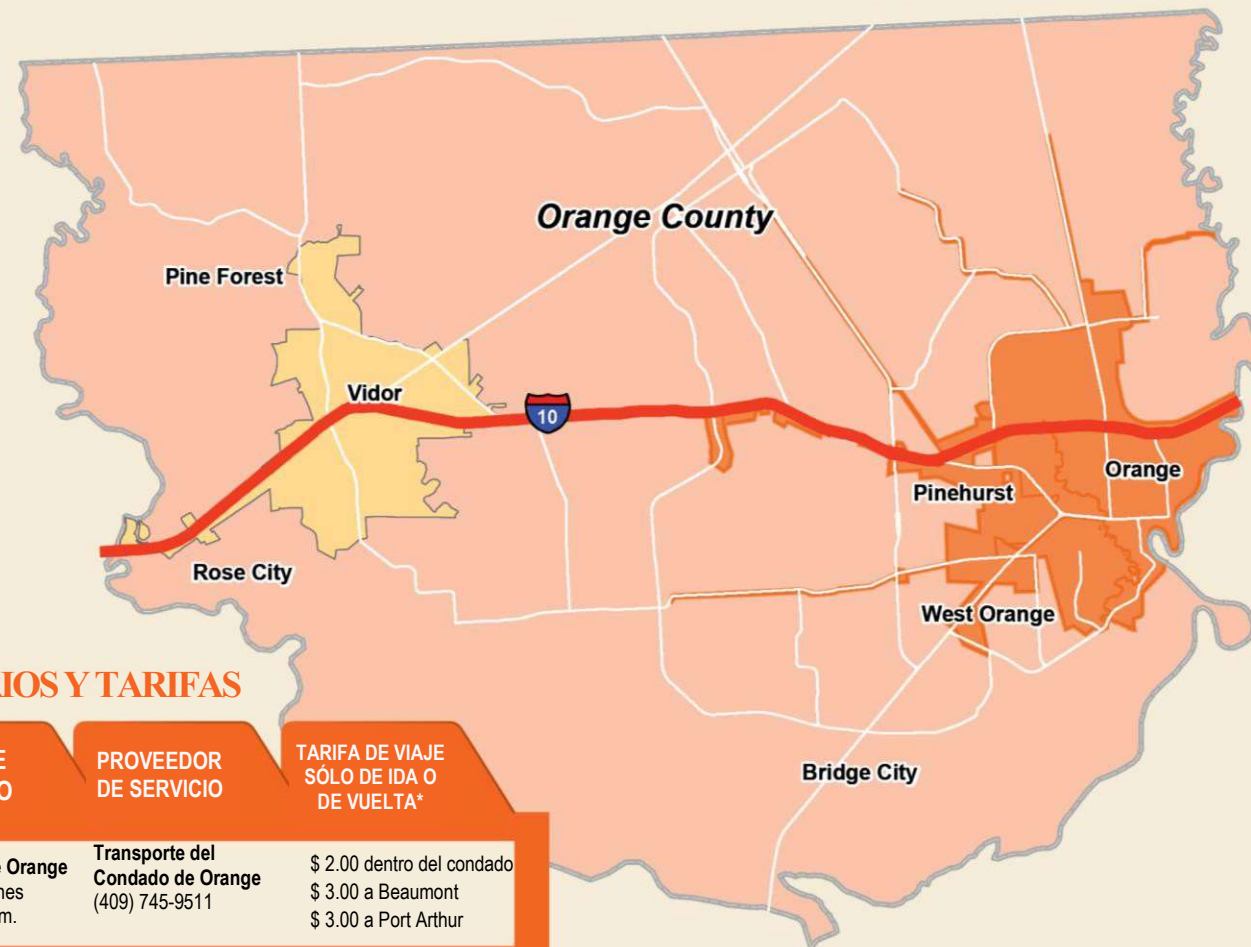 Orange County
Pine Forest
Vidor
10
Orange
Pinehurst
Rose City
West Orange
Bridge City
Y TARIFAS
PROVEEDOR
DE SERVICIO
TARIFA DE VIAJE
SÓLO DE IDA O
DE VUELTA*
Orange
Transporte del
Condado de Orange
(409) 745-9511
$ 2.00 dentro del condado
$ 3.00 a Beaumont
$ 3.00 a Port Arthur